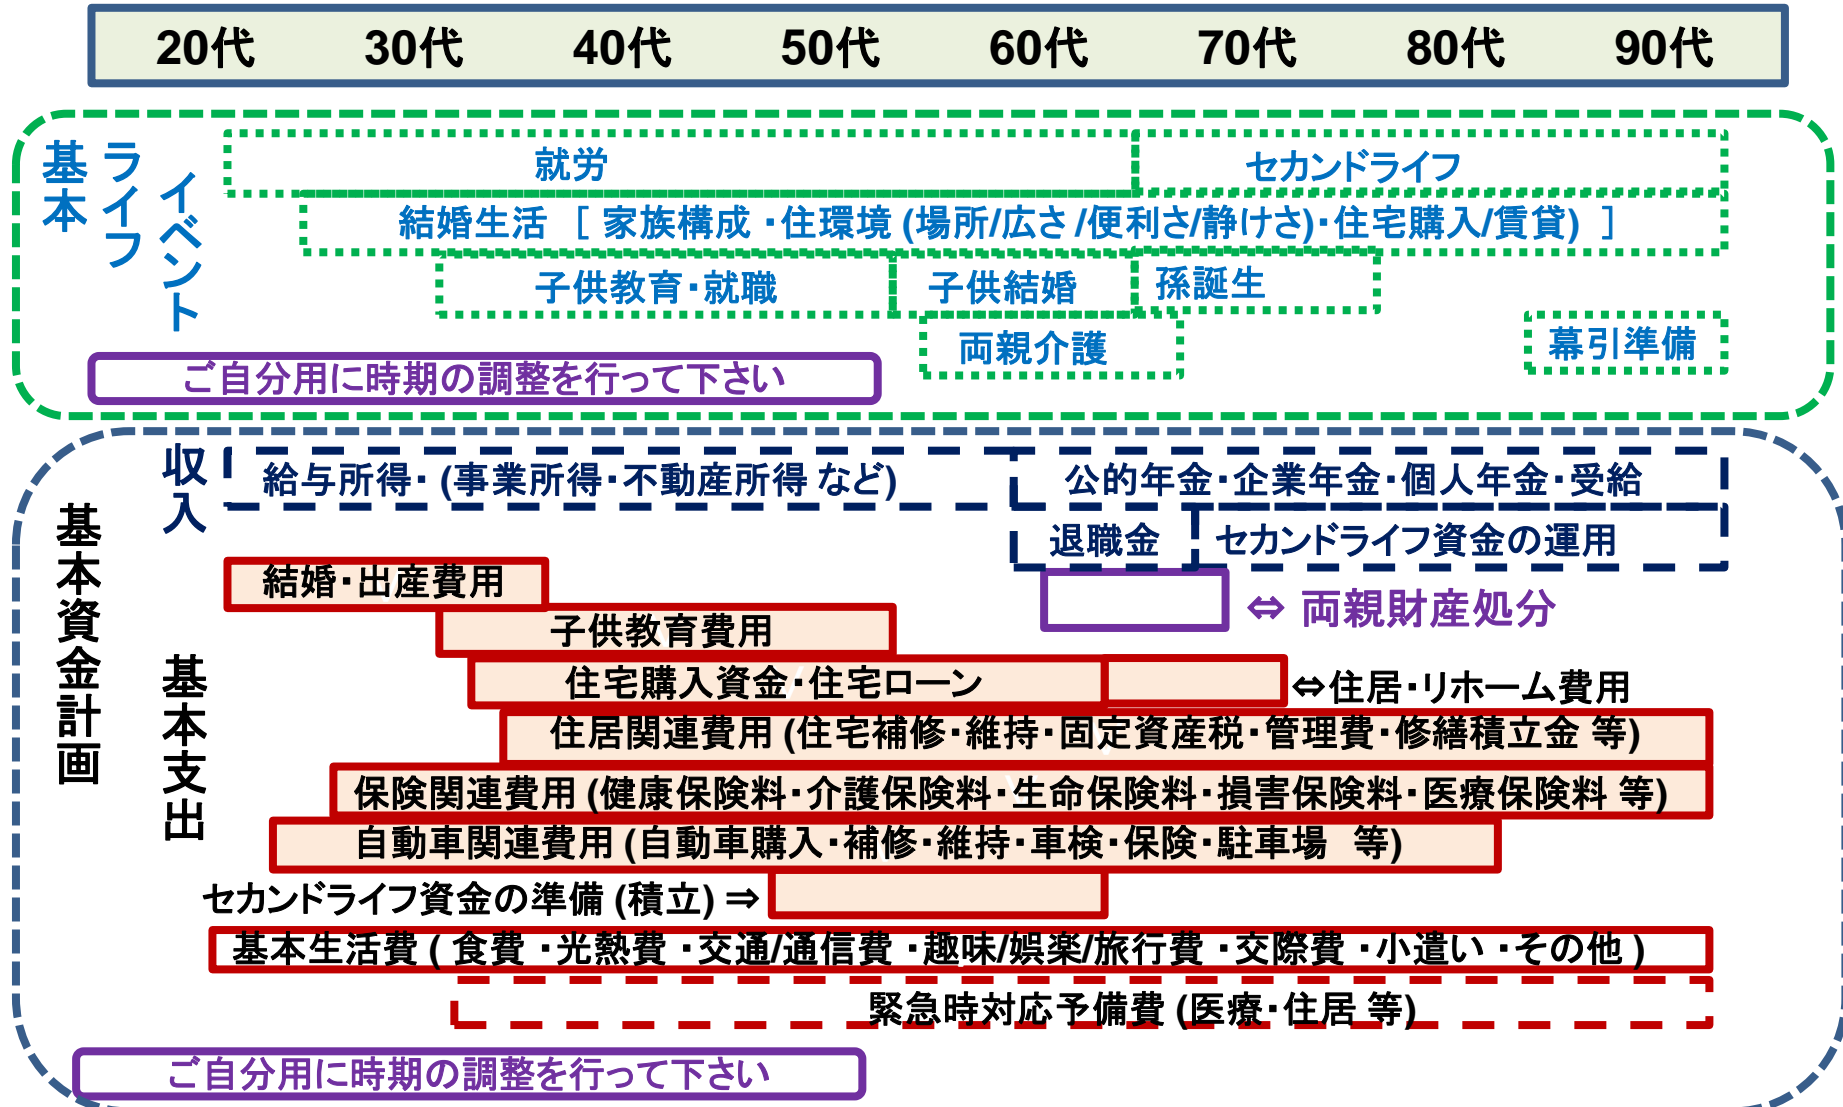 20代 30代 40代 50代 60代 70代 80代 90代
基本
ライフ
イベント
就労
セカンドライフ
結婚生活 [ 家族構成・住環境 (場所/広さ/便利さ/静けさ)・住宅購入/賃貸) ]
子供教育・就職
子供結婚
孫誕生
両親介護
幕引準備
ご自分用に時期の調整を行って下さい
基本資金計画
収入
給与所得・(事業所得・不動産所得 など)
公的年金・企業年金・個人年金・受給
退職金
セカンドライフ資金の運用
⇔ 両親財産処分
基本支出
結婚・出産費用
子供教育費用
住宅購入資金・住宅ローン
⇔住居・リホーム費用
住居関連費用 (住宅補修・維持・固定資産税・管理費・修繕積立金 等)
保険関連費用 (健康保険料・介護保険料・生命保険料・損害保険料・医療保険料 等)
自動車関連費用 (自動車購入・補修・維持・車検・保険・駐車場 等)
セカンドライフ資金の準備 (積立) ⇒
基本生活費 ( 食費 ・光熱費 ・交通/通信費 ・趣味/娯楽/旅行費 ・交際費 ・小遣い ・その他 )
緊急時対応予備費 (医療・住居 等)
ご自分用に時期の調整を行って下さい